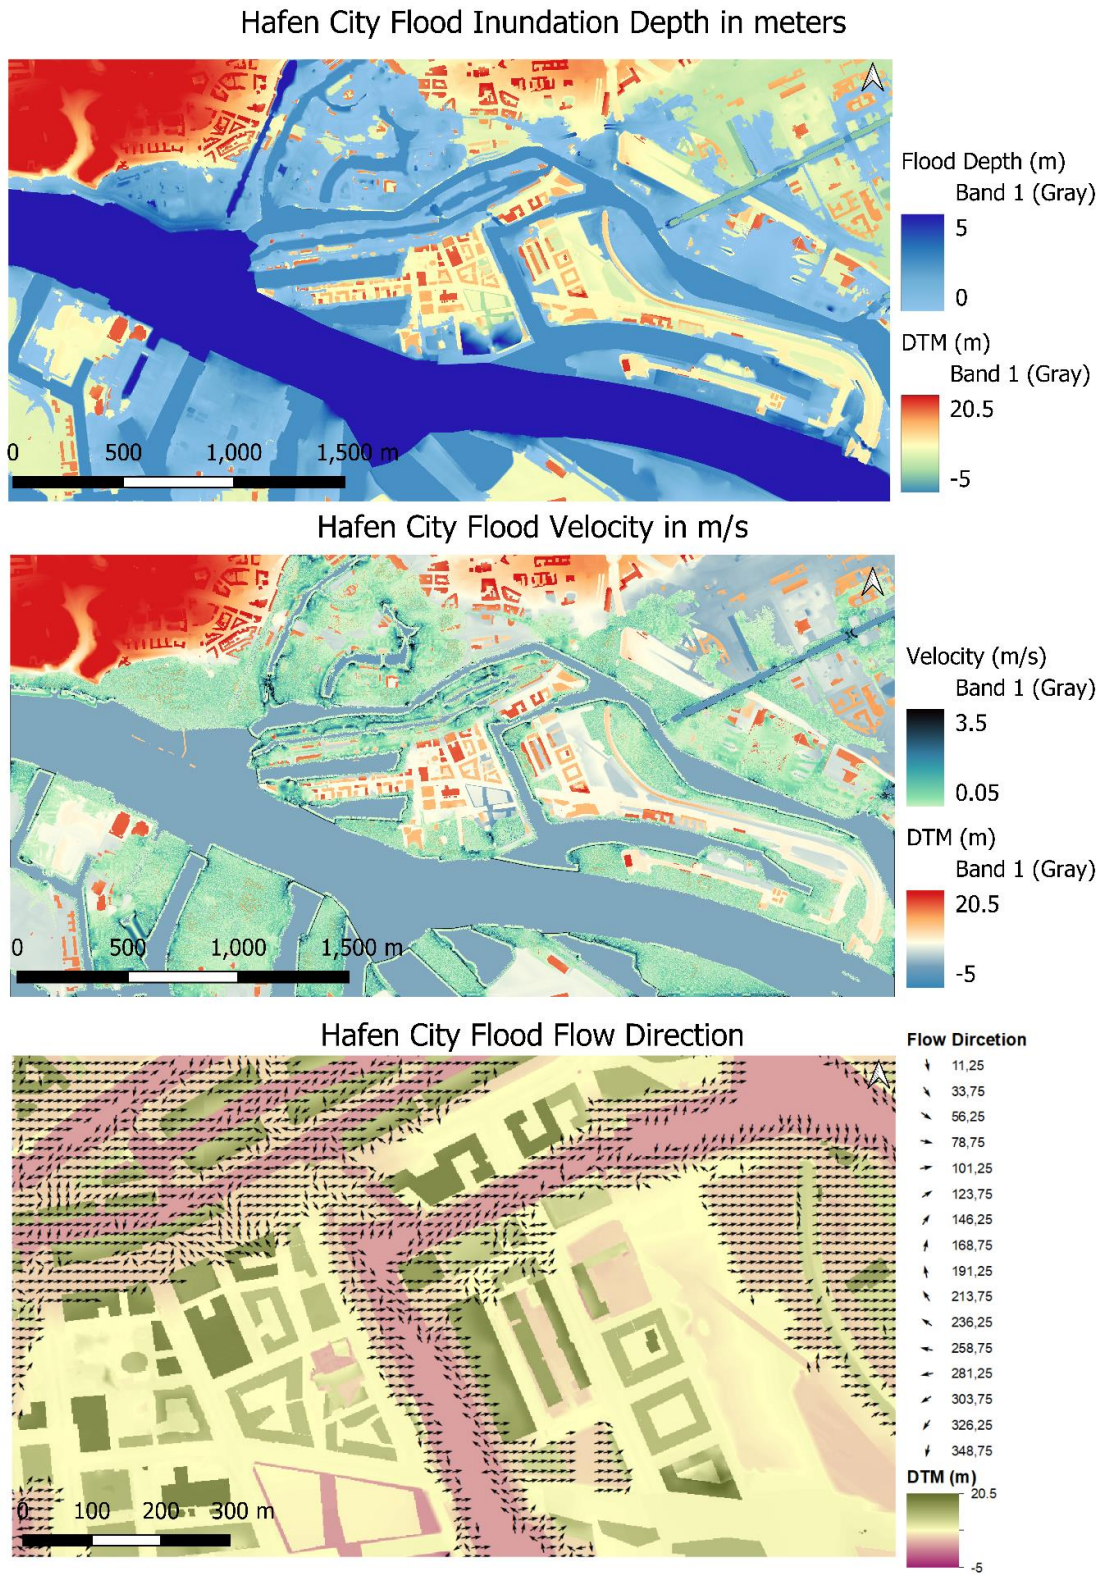 Hafen City Flood Inundation Depth in meters
Flood Depth (m)
Band 1 (Gray)
5
0
DTM (m)
Band 1 (Gray)
20.5
-5
0 500 1,000 1,500 m
Hafen City Flood Velocity in m/s
Velocity (m/s)
Band 1 (Gray)
3.5
0.05
DTM (m)
Band 1 (Gray)
20.5
-5
0 500 1,000 1,500 m
Hafen City Flood Flow Direction
Flow Dircetion
11,25
33,75
56,25
78,75
101,25
123,75
146,25
168,75
191,25
213,75
236,25
258,75
281,25
303,75
326,25
348,75
DTM (m)
20.5
-5
0 100 200 300 m